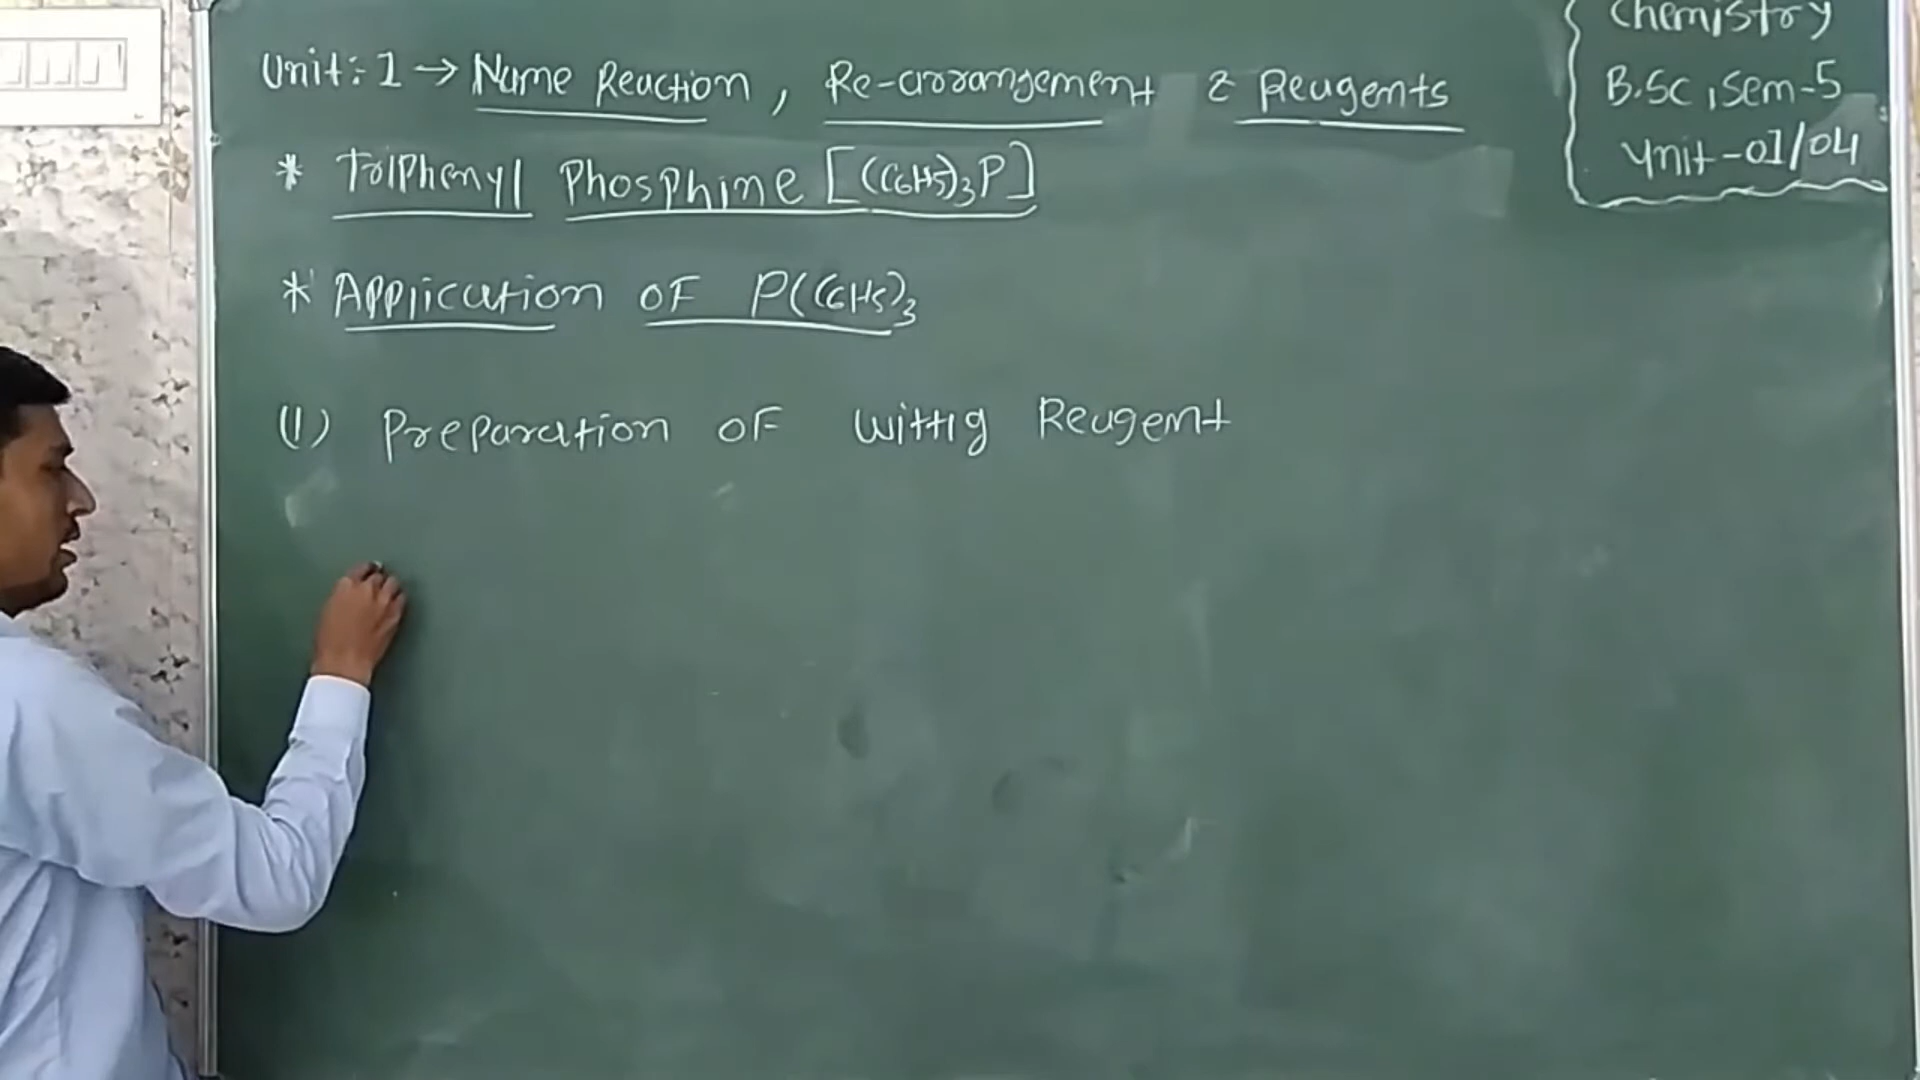 Unit:- 1 → Name Reaction, Re-arrangement & Reagents
* Triphenyl Phosphine [(C6H5)3P]
* Application OF P(C6H5)3
(1) Preparation OF Wittig Reagent
Chemistry
B.Sc, Sem-5
Unit-01/04